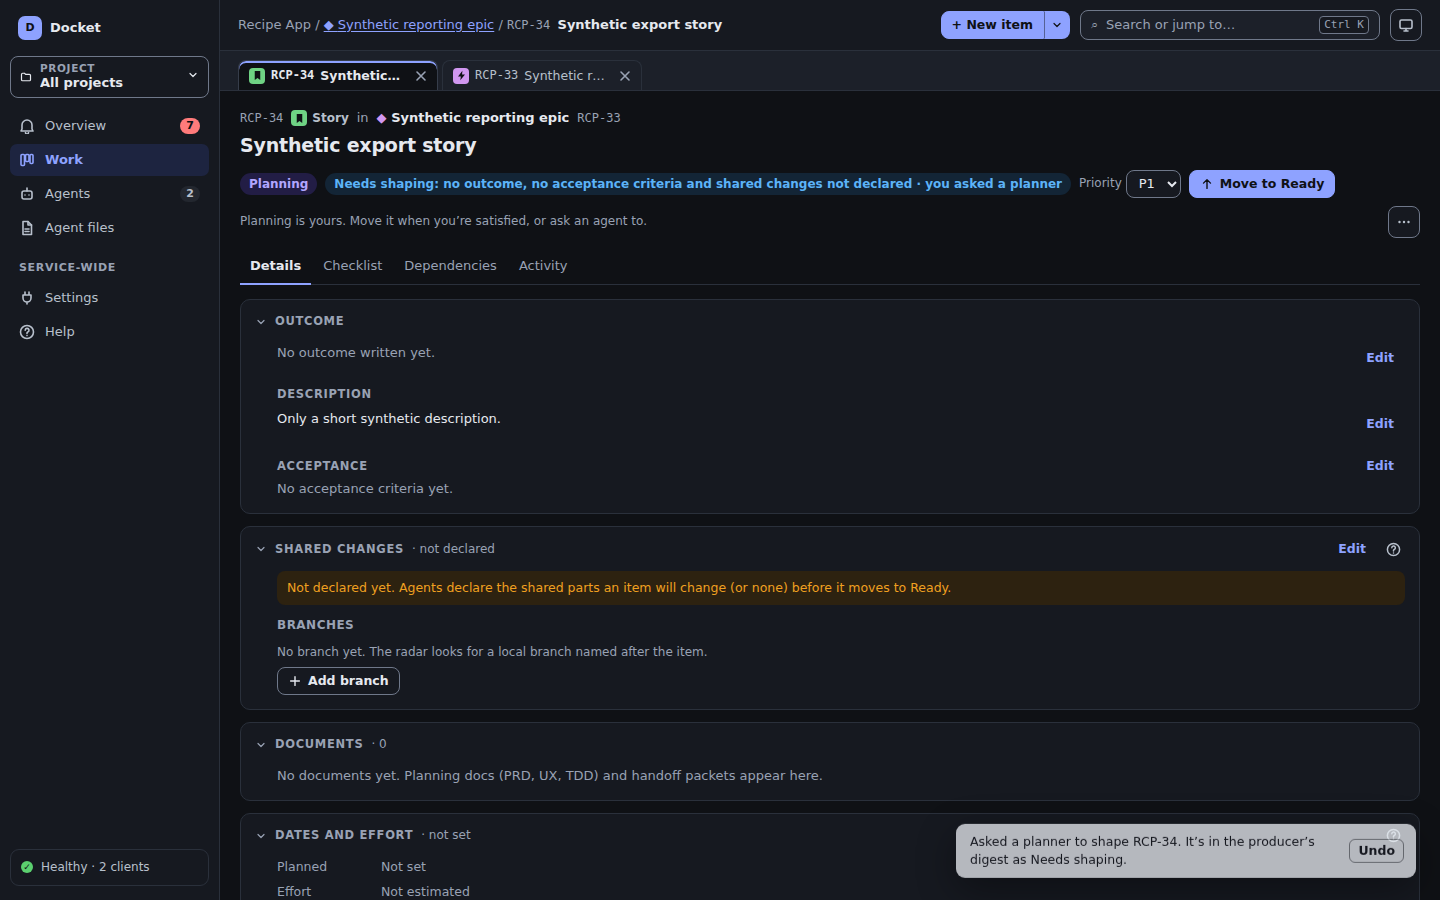 D Docket
PROJECT
All projects
Overview 7
Work
Agents 2
Agent files
SERVICE-WIDE
Settings
Help
Healthy · 2 clients
Recipe App / ◆ Synthetic reporting epic / RCP-34 Synthetic export story
+ New item
Search or jump to… Ctrl K
RCP-34 Synthetic…
RCP-33 Synthetic r…
RCP-34 Story in ◆ Synthetic reporting epic RCP-33
Synthetic export story
Planning Needs shaping: no outcome, no acceptance criteria and shared changes not declared · you asked a planner Priority P1 Move to Ready
Planning is yours. Move it when you’re satisfied, or ask an agent to.
Details Checklist Dependencies Activity
OUTCOME
No outcome written yet.
Edit
DESCRIPTION
Only a short synthetic description.
Edit
ACCEPTANCE Edit
No acceptance criteria yet.
SHARED CHANGES · not declared Edit
Not declared yet. Agents declare the shared parts an item will change (or none) before it moves to Ready.
BRANCHES
No branch yet. The radar looks for a local branch named after the item.
Add branch
DOCUMENTS · 0
No documents yet. Planning docs (PRD, UX, TDD) and handoff packets appear here.
DATES AND EFFORT · not set
Planned Not set
Effort Not estimated
Asked a planner to shape RCP-34. It’s in the producer’s
digest as Needs shaping.
Undo